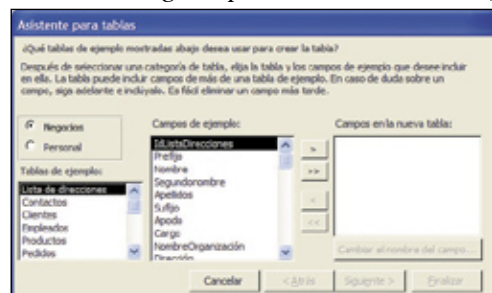 Asistente para tablas
¿Qué tablas de ejemplo mostradas abajo desea usar para crear la tabla?
Después de seleccionar una categoría de tabla, elija la tabla y los campos de ejemplo que desee incluir
en ella. La tabla puede incluir campos de más de una tabla de ejemplo. En caso de duda sobre un
campo, siga adelante e inclúyalo. Es fácil eliminar un campo más tarde.
Negocios
Personal
Tablas de ejemplo:
Lista de direcciones
Contactos
Clientes
Empleados
Productos
Pedidos
Campos de ejemplo:
IdListaDirecciones
Prefijo
Nombre
Segundonombre
Apellidos
Sufijo
Apodo
Cargo
NombreOrganización
Dirección
>
>>
<
<<
Campos en la nueva tabla:
Cambiar el nombre del campo...
Cancelar
< Atrás
Siguiente >
Finalizar